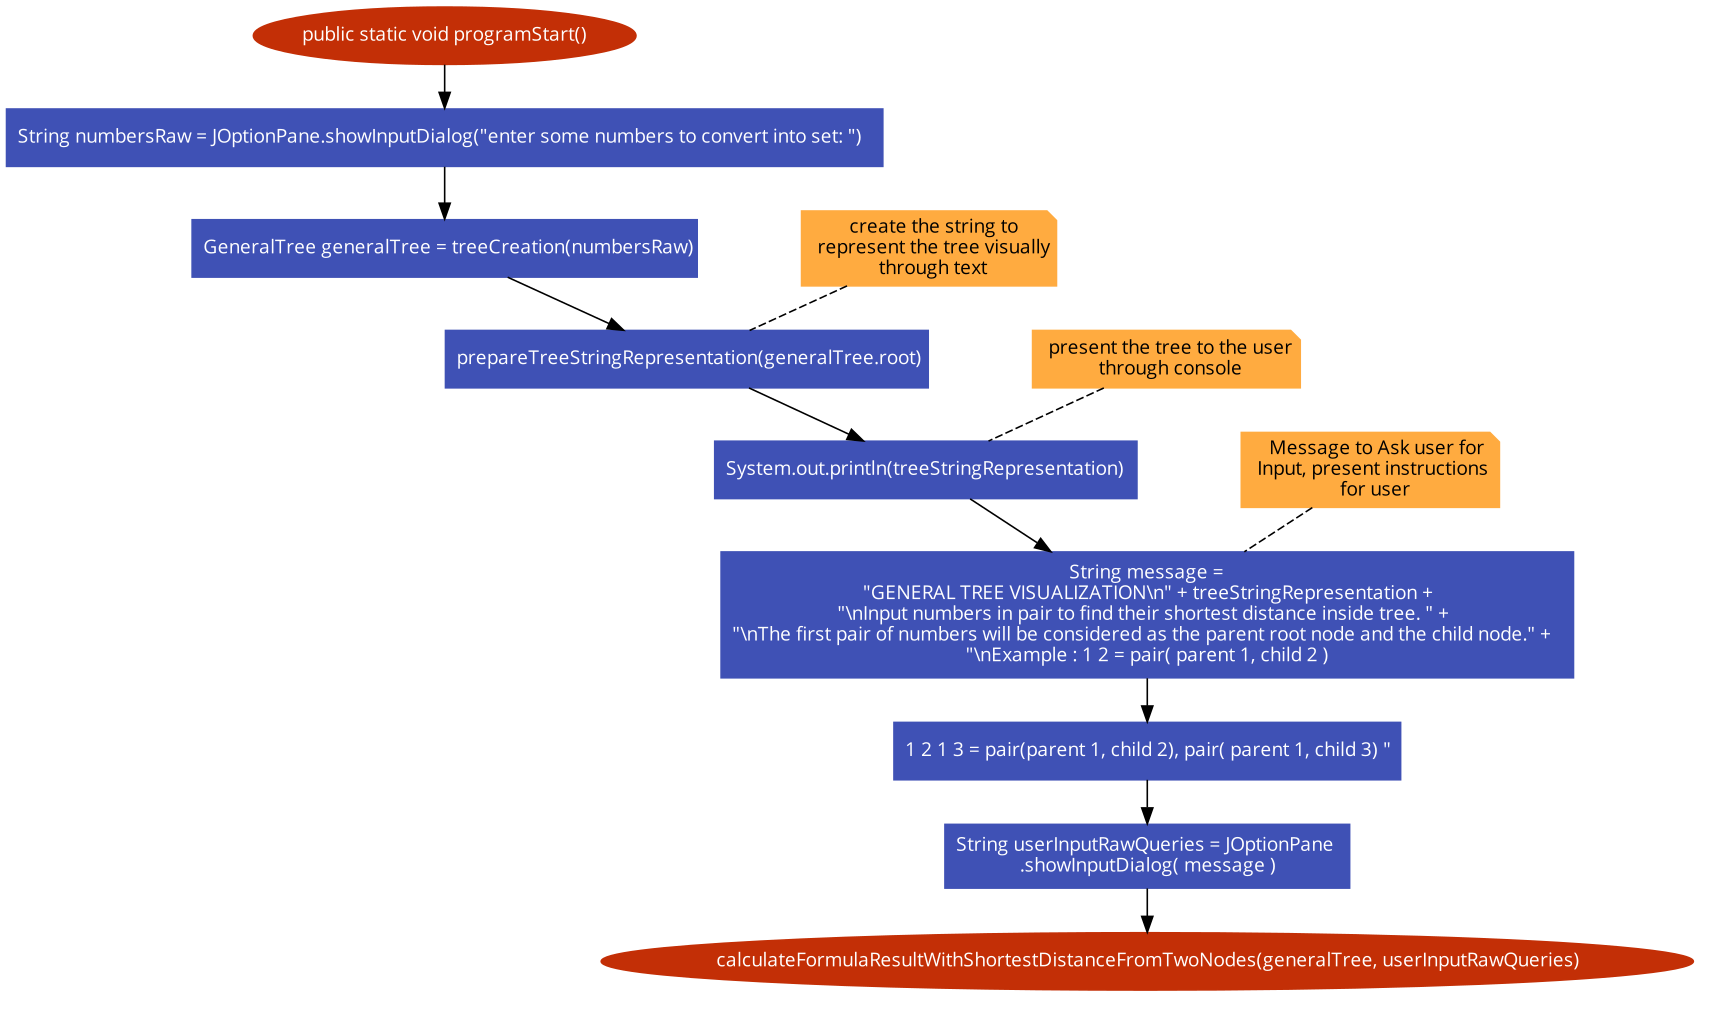 public static void programStart()
String numbersRaw = JOptionPane.showInputDialog("enter some numbers to convert into set: ")
GeneralTree generalTree = treeCreation(numbersRaw)
create the string to
represent the tree visually
through text
prepareTreeStringRepresentation(generalTree.root)
present the tree to the user
through console
System.out.println(treeStringRepresentation)
Message to Ask user for
Input, present instructions
for user
String message =
"GENERAL TREE VISUALIZATION\n" + treeStringRepresentation +
"\nInput numbers in pair to find their shortest distance inside tree. " +
"\nThe first pair of numbers will be considered as the parent root node and the child node." +
"\nExample : 1 2 = pair( parent 1, child 2 )
1 2 1 3 = pair(parent 1, child 2), pair( parent 1, child 3) "
String userInputRawQueries = JOptionPane
.showInputDialog( message )
calculateFormulaResultWithShortestDistanceFromTwoNodes(generalTree, userInputRawQueries)